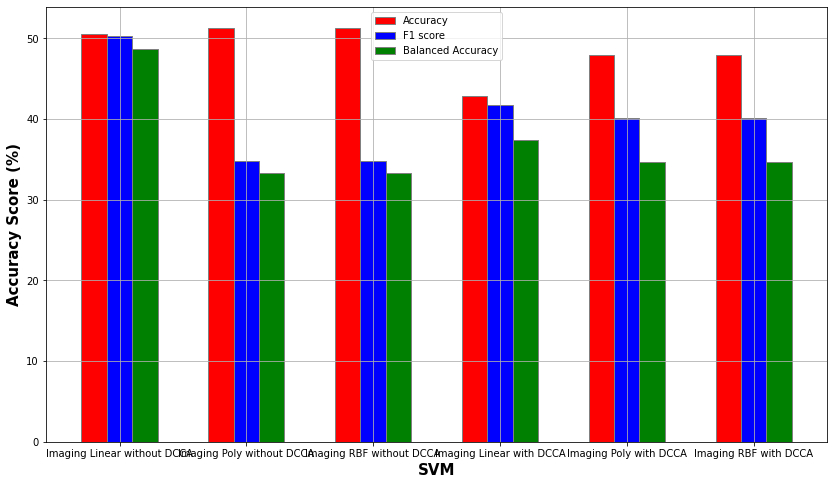 Accuracy
F1 score
Balanced Accuracy
Accuracy Score (%)
50
40
30
20
10
0
Imaging Linear without DCCA
Imaging Poly without DCCA
Imaging RBF without DCCA
Imaging Linear with DCCA
Imaging Poly with DCCA
Imaging RBF with DCCA
SVM